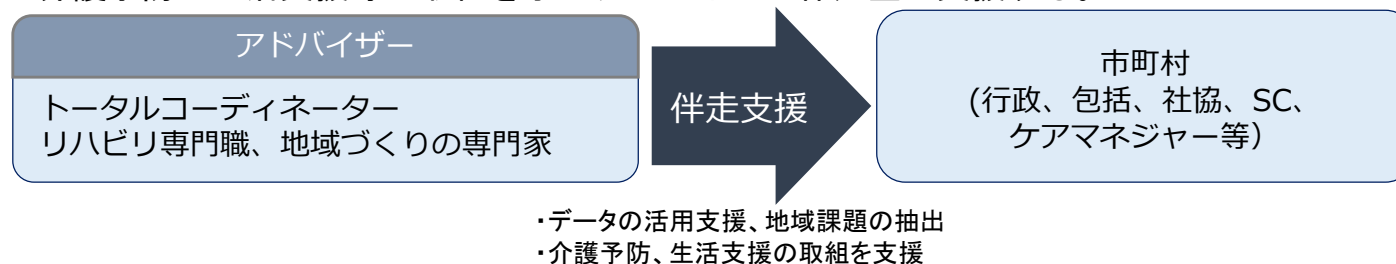 アドバイザー
トータルコーディネーター
リハビリ専門職、地域づくりの専門家
伴走支援
市町村
(行政、包括、社協、SC、
ケアマネジャー等）
・データの活用支援、地域課題の抽出
・介護予防、生活支援の取組を支援